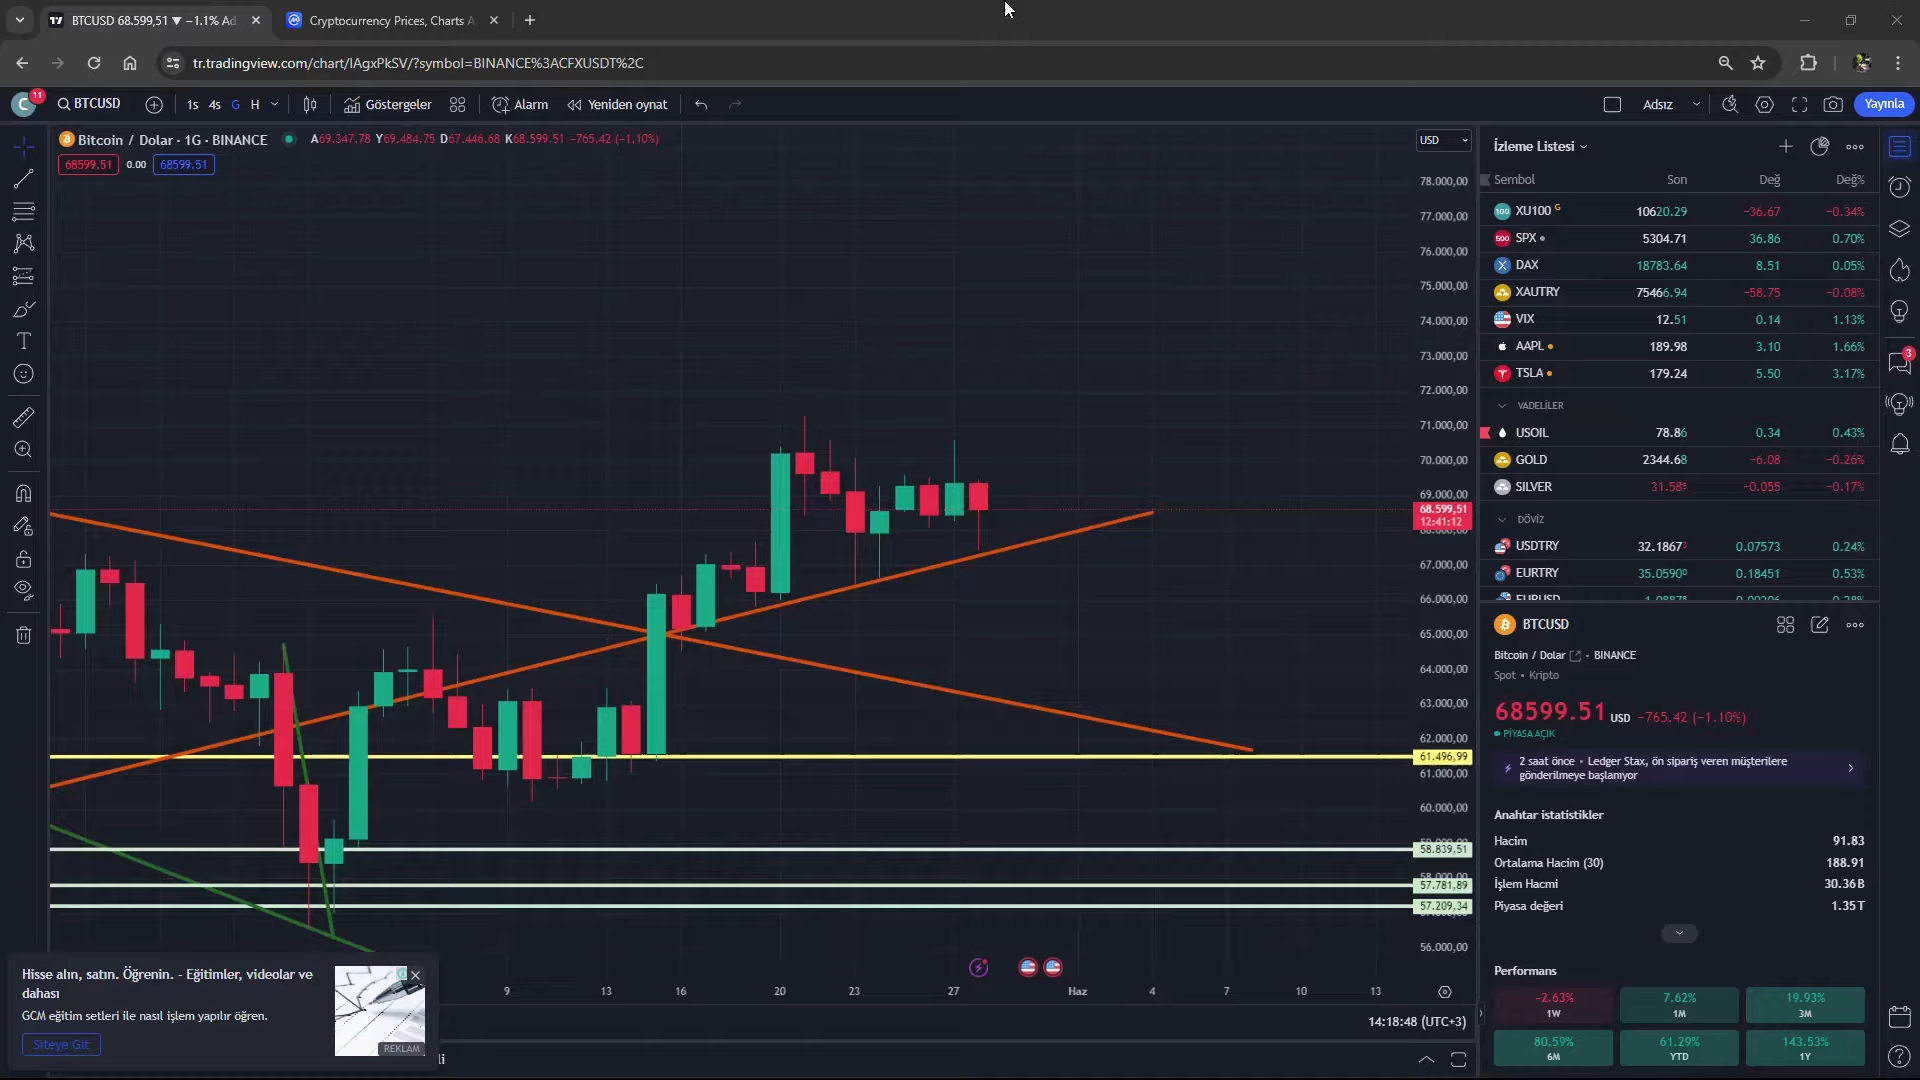 BTCUSD 68.599,51 ▼ −1.1% Ad
Cryptocurrency Prices, Charts A
tr.tradingview.com/chart/lAgxPkSV/?symbol=BINANCE%3ACFXUSDT%2C
C 11 BTCUSD 1s 4s G H Göstergeler Alarm Yeniden oynat Adsız Yayınla
Bitcoin / Dolar · 1G · BINANCE A69.347.78 Y69.484.75 D67.446.68 K68.599.51 −765.42 (−1.10%)
68599.51 0.00 68599.51
USD
78.000,00
77.000,00
76.000,00
75.000,00
74.000,00
73.000,00
72.000,00
71.000,00
70.000,00
69.000,00
68.599,51
12:41:12
67.000,00
66.000,00
65.000,00
64.000,00
63.000,00
62.000,00
61.496,99
61.000,00
60.000,00
58.839,51
58.000,00
57.781,89
57.209,34
56.000,00
9 13 16 20 23 27 Haz 4 7 10 13
14:18:48 (UTC+3)
Hisse alın, satın. Öğrenin. - Eğitimler, videolar ve
dahası
GCM eğitim setleri ile nasıl işlem yapılır öğren.
Siteye Git
REKLAM
İzleme Listesi
Sembol Son Değ Değ%
100 XU100 G 10620.29 −36.67 −0.34%
500 SPX 5304.71 36.86 0.70%
DAX 18783.64 8.51 0.05%
XAUTRY 75466.94 −58.75 −0.08%
VIX 12.51 0.14 1.13%
AAPL 189.98 3.10 1.66%
TSLA 179.24 5.50 3.17%
VADELİLER
USOIL 78.86 0.34 0.43%
GOLD 2344.68 −6.08 −0.26%
SILVER 31.585 −0.055 −0.17%
DÖVİZ
USDTRY 32.18673 0.07573 0.24%
EURTRY 35.05900 0.18451 0.53%
EURUSD
3
BTCUSD
Bitcoin / Dolar · BINANCE
Spot • Kripto
68599.51 USD −765.42 (−1.10%)
PİYASA AÇIK
2 saat önce • Ledger Stax, ön sipariş veren müşterilere
gönderilmeye başlanıyor
Anahtar istatistikler
Hacim 91.83
Ortalama Hacim (30) 188.91
İşlem Hacmi 30.36B
Piyasa değeri 1.35T
Performans
−2.63% 7.62% 19.93%
1W 1M 3M
80.59% 61.29% 143.53%
6M YTD 1Y